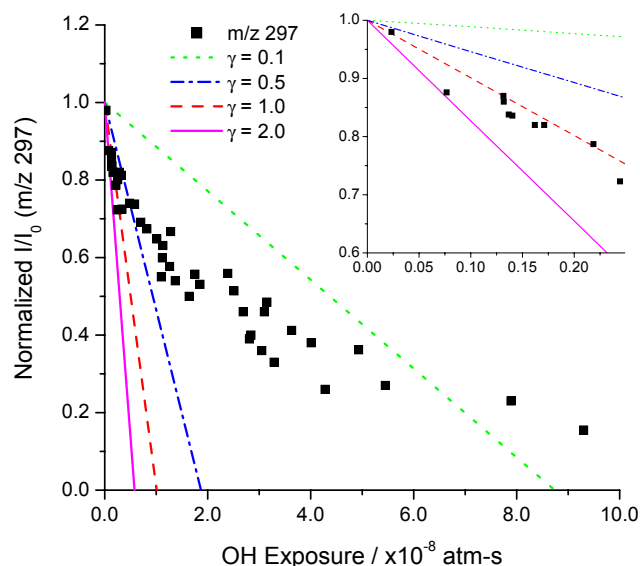 1.2
1.0
0.8
0.6
0.4
0.2
0.0
Normalized I/I₀ (m/z 297)
0.0 2.0 4.0 6.0 8.0 10.0
OH Exposure / x10⁻⁸ atm-s
m/z 297
γ = 0.1
γ = 0.5
γ = 1.0
γ = 2.0
1.0
0.9
0.8
0.7
0.6
0.00 0.05 0.10 0.15 0.20